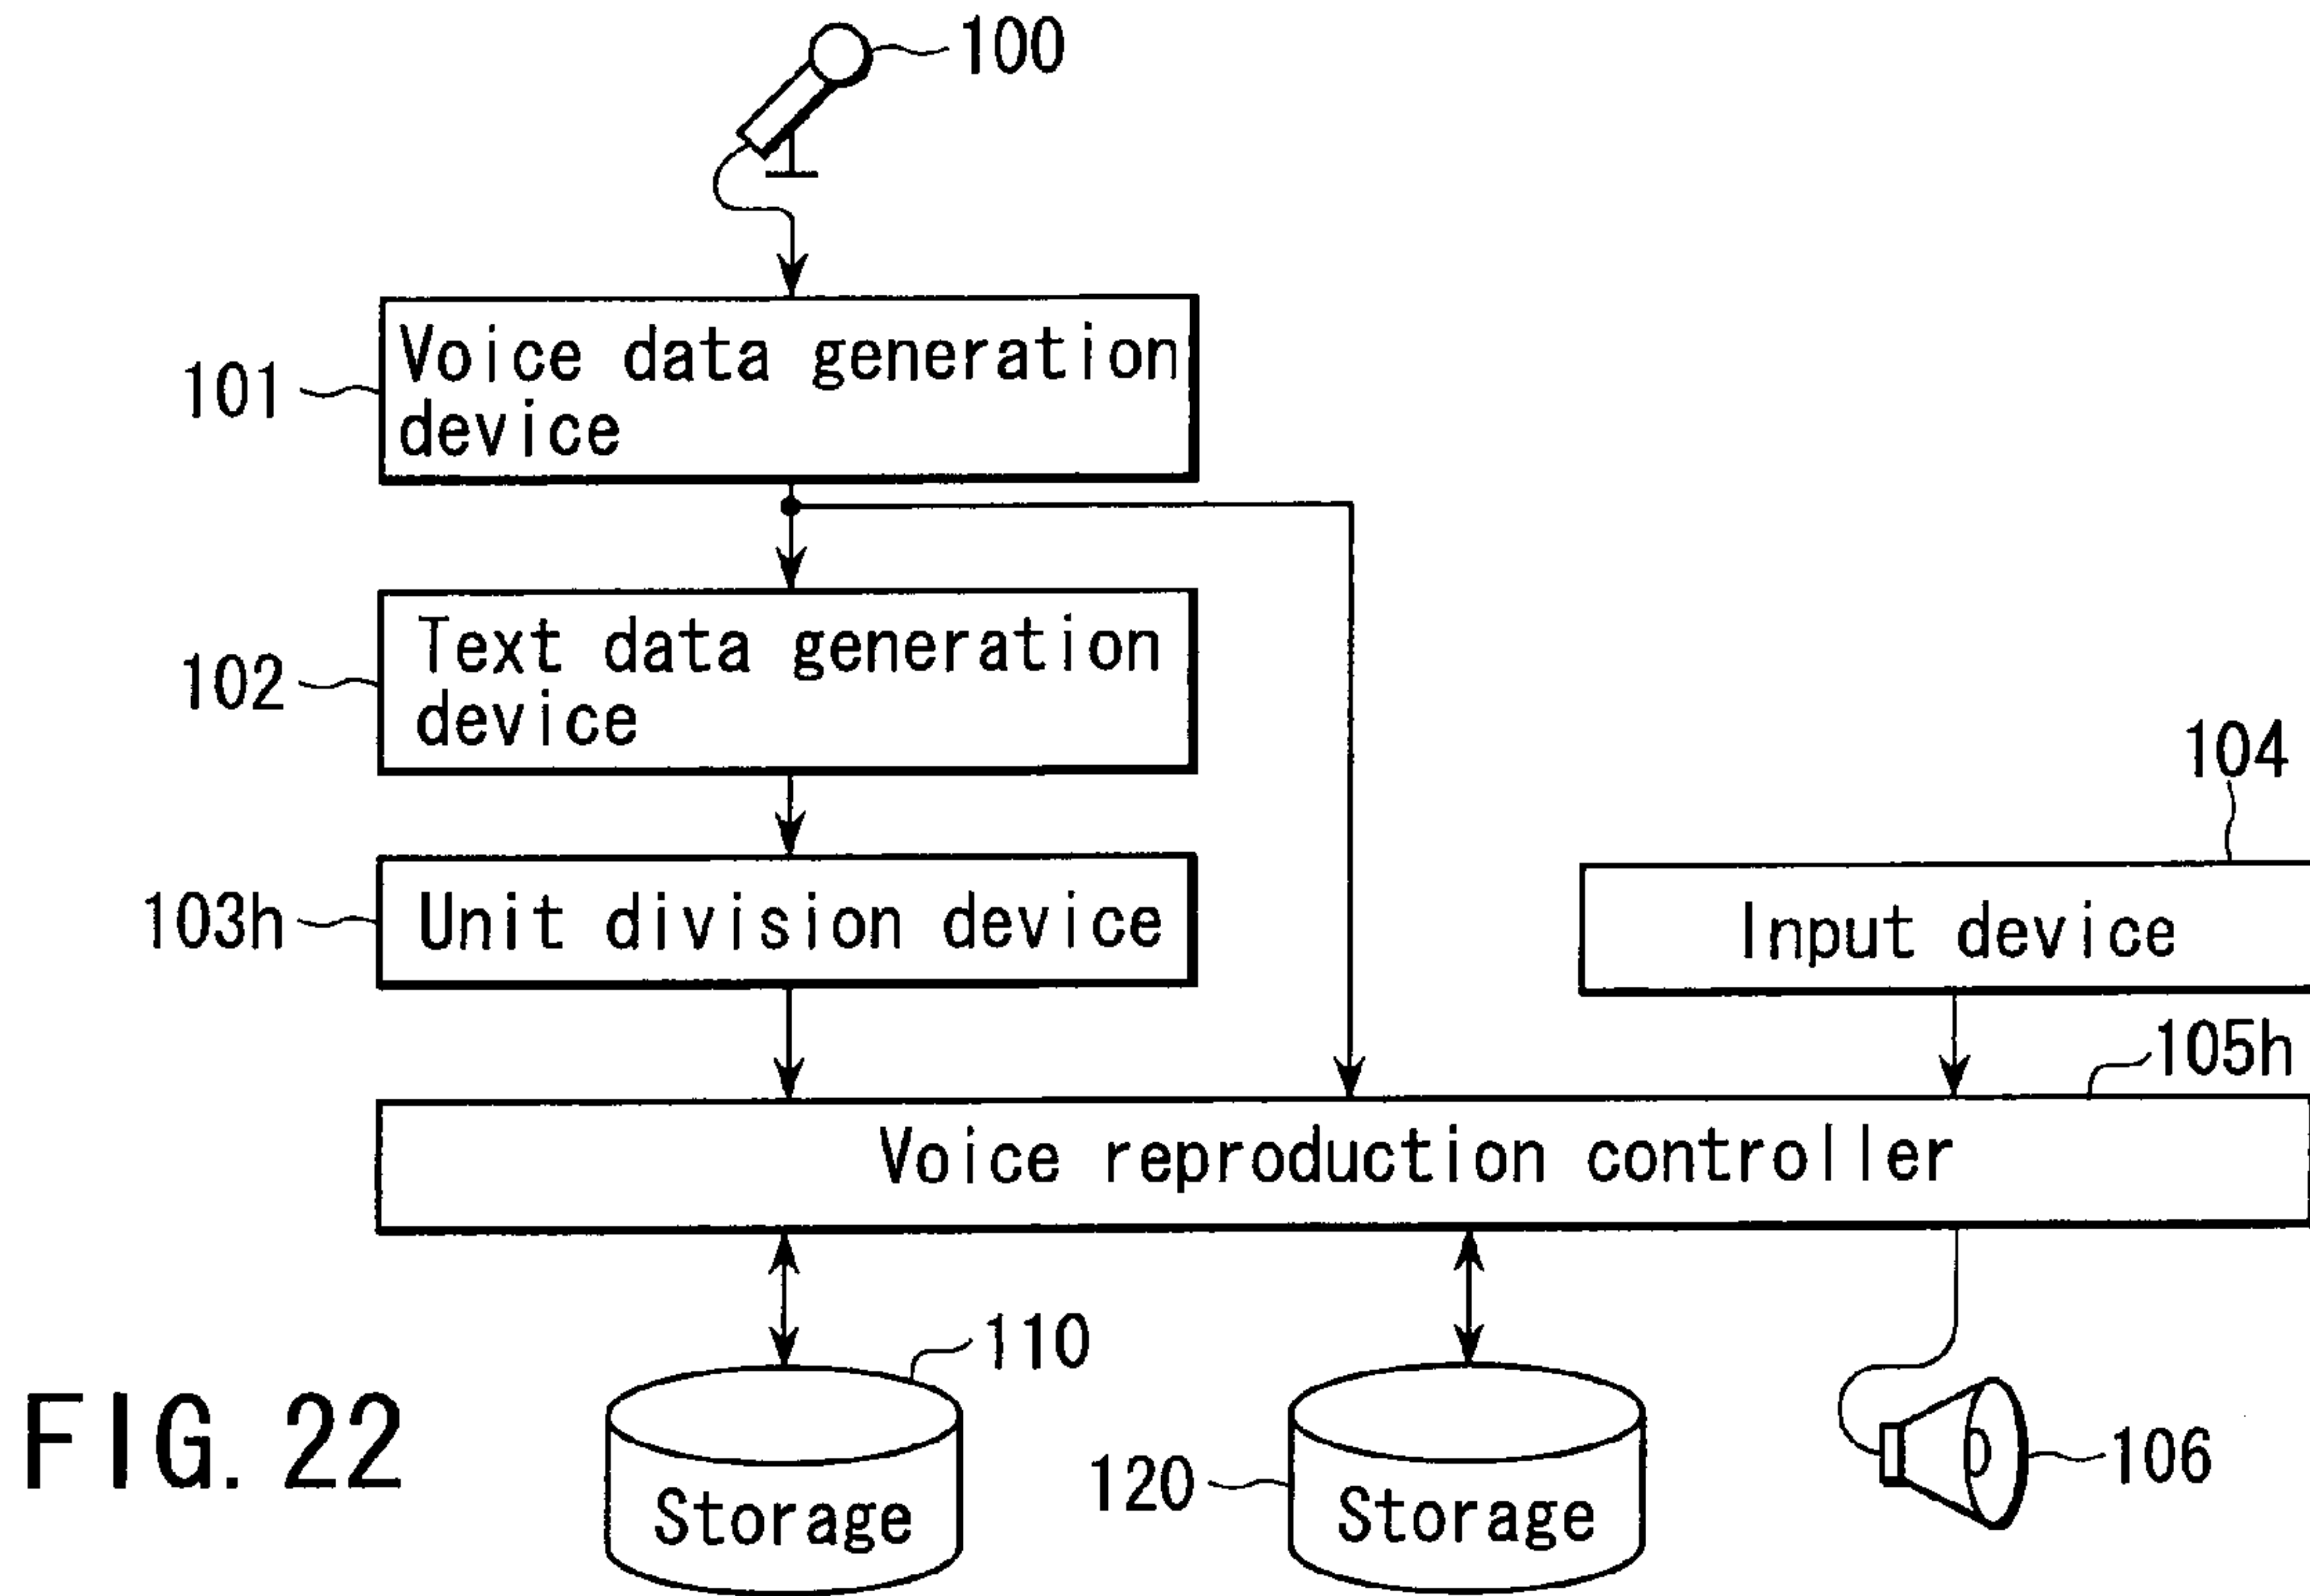 100
101
Voice data generation
device
102
Text data generation
device
104
103h
Unit division device
Input device
105h
Voice reproduction controller
110
120
106
Storage
Storage
FIG. 22